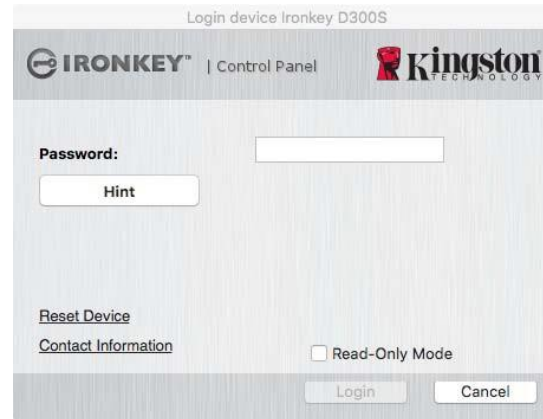 Login device Ironkey D300S
IRONKEY™ | Control Panel
Kingston
TECHNOLOGY
Password:
Hint
Reset Device
Contact Information
Read-Only Mode
Login
Cancel